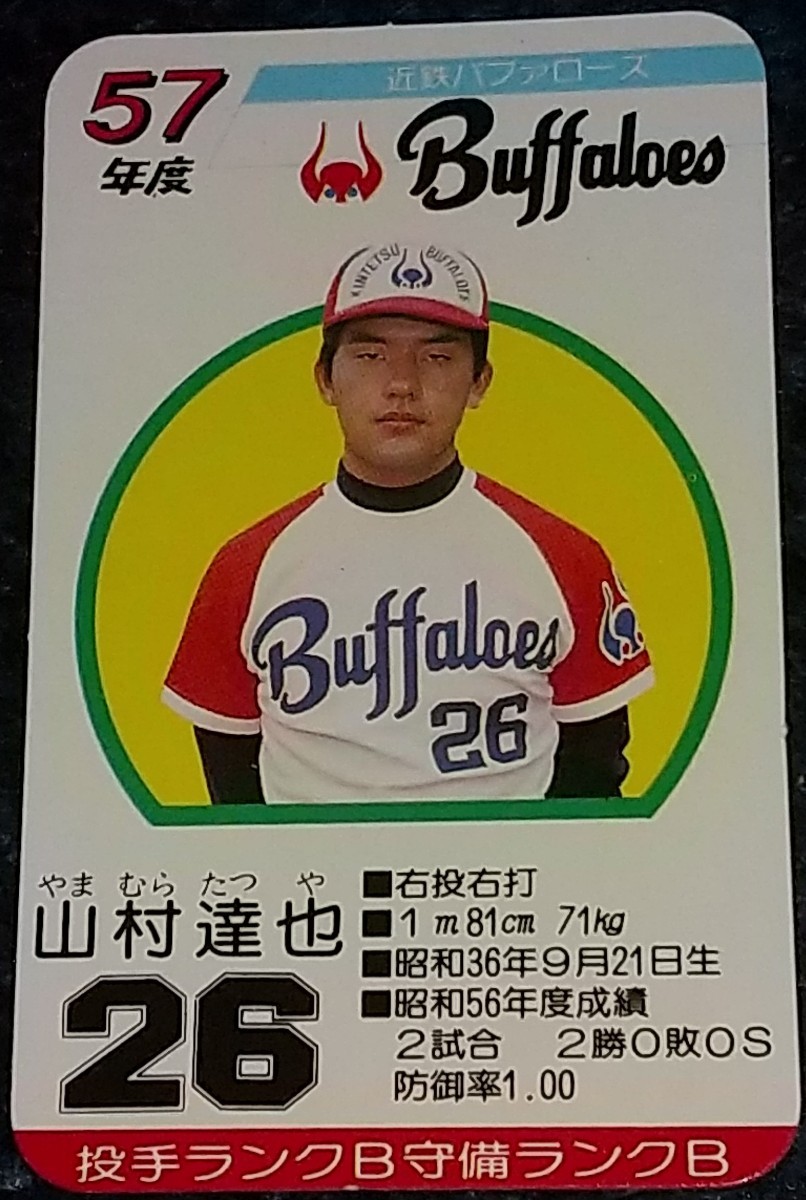 57
年度
近鉄バファローズ
Buffaloes
KINTETSU BUFFALOES
Buffaloes
26
やま むら たつ や
山村達也
26
■右投右打
■1m81cm 71kg
■昭和36年9月21日生
■昭和56年度成績
2試合 2勝0敗0S
防御率1.00
投手ランクB守備ランクB